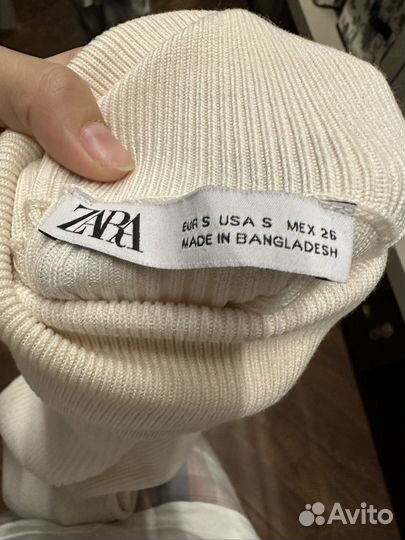 ZARA
EUR S USA S MEX 26
MADE IN BANGLADESH
Avito